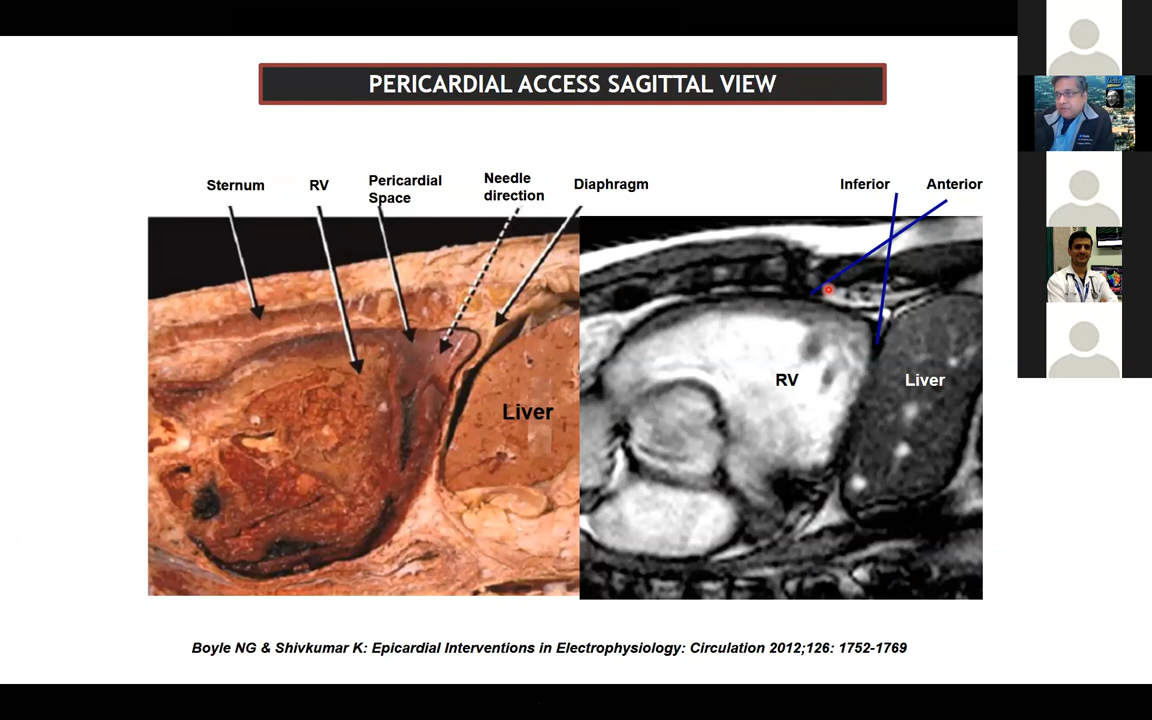 PERICARDIAL ACCESS SAGITTAL VIEW
Sternum
RV
Pericardial
Space
Needle
direction
Diaphragm
Inferior
Anterior
Liver
RV
Liver
Boyle NG & Shivkumar K: Epicardial Interventions in Electrophysiology: Circulation 2012;126: 1752-1769